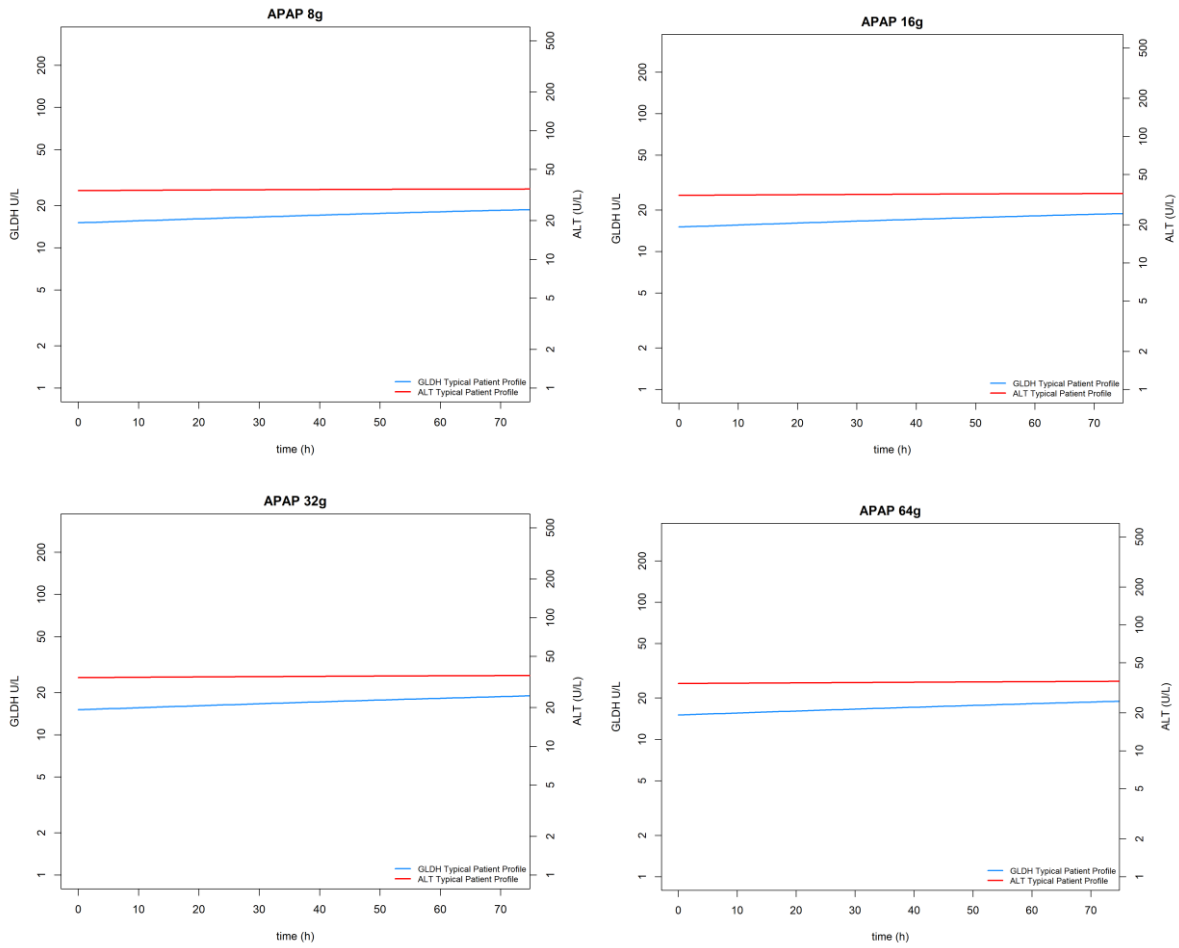 APAP 8g
200
100
50
20
10
5
2
1
GLDH U/L
500
200
100
50
20
10
5
2
1
ALT (U/L)
GLDH Typical Patient Profile
ALT Typical Patient Profile
0 10 20 30 40 50 60 70
time (h)
APAP 16g
200
100
50
20
10
5
2
1
GLDH U/L
500
200
100
50
20
10
5
2
1
ALT (U/L)
GLDH Typical Patient Profile
ALT Typical Patient Profile
0 10 20 30 40 50 60 70
time (h)
APAP 32g
200
100
50
20
10
5
2
1
GLDH U/L
500
200
100
50
20
10
5
2
1
ALT (U/L)
GLDH Typical Patient Profile
ALT Typical Patient Profile
0 10 20 30 40 50 60 70
time (h)
APAP 64g
200
100
50
20
10
5
2
1
GLDH U/L
500
200
100
50
20
10
5
2
1
ALT (U/L)
GLDH Typical Patient Profile
ALT Typical Patient Profile
0 10 20 30 40 50 60 70
time (h)